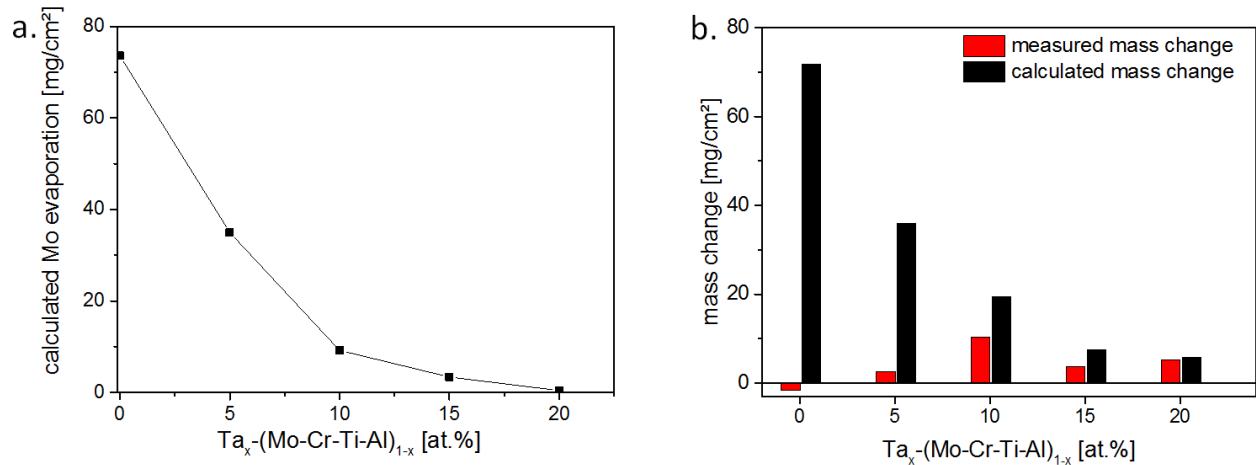 a.
calculated Mo evaporation [mg/cm²]
80
60
40
20
0
0 5 10 15 20
Taₓ-(Mo-Cr-Ti-Al)₁₋ₓ [at.%]
b.
measured mass change
calculated mass change
mass change [mg/cm²]
80
60
40
20
0
0 5 10 15 20
Taₓ-(Mo-Cr-Ti-Al)₁₋ₓ [at.%]